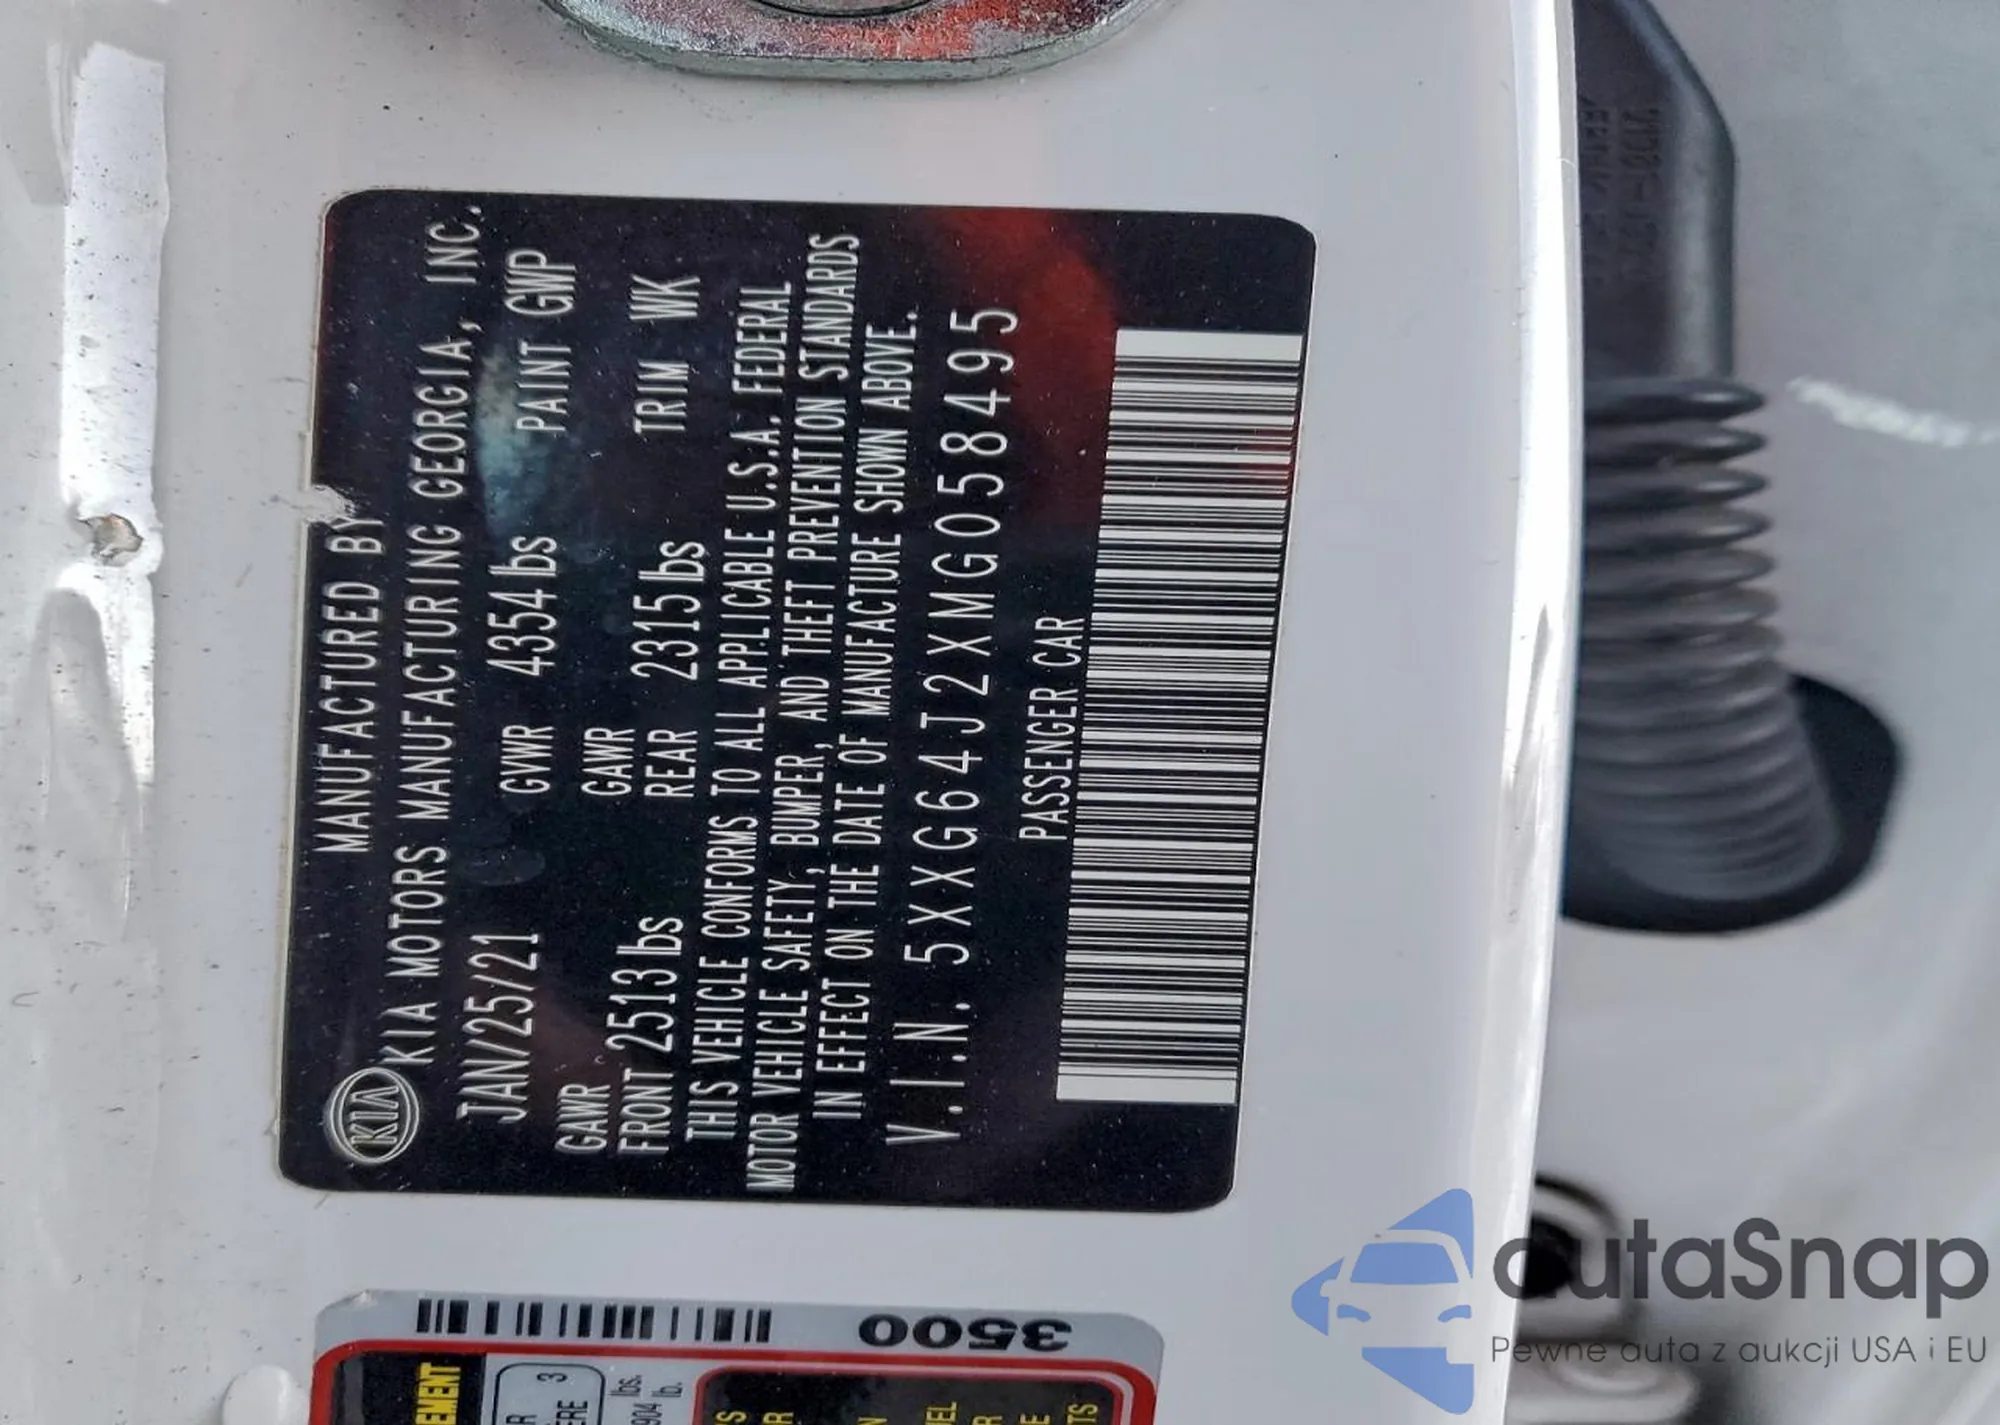 MANUFACTURED BY
KIA KIA MOTORS MANUFACTURING GEORGIA, INC.
JAN/25/21 GVWR 4354 lbs PAINT GWP
GAWR GAWR
FRONT 2513 lbs REAR 2315 lbs TRIM WK
THIS VEHICLE CONFORMS TO ALL APPLICABLE U.S.A. FEDERAL
MOTOR VEHICLE SAFETY, BUMPER, AND THEFT PREVENTION STANDARDS
IN EFFECT ON THE DATE OF MANUFACTURE SHOWN ABOVE.
V.I.N. 5XXG64J2XMG058495
PASSENGER CAR
3500
autaSnap
Pewne auta z aukcji USA i EU